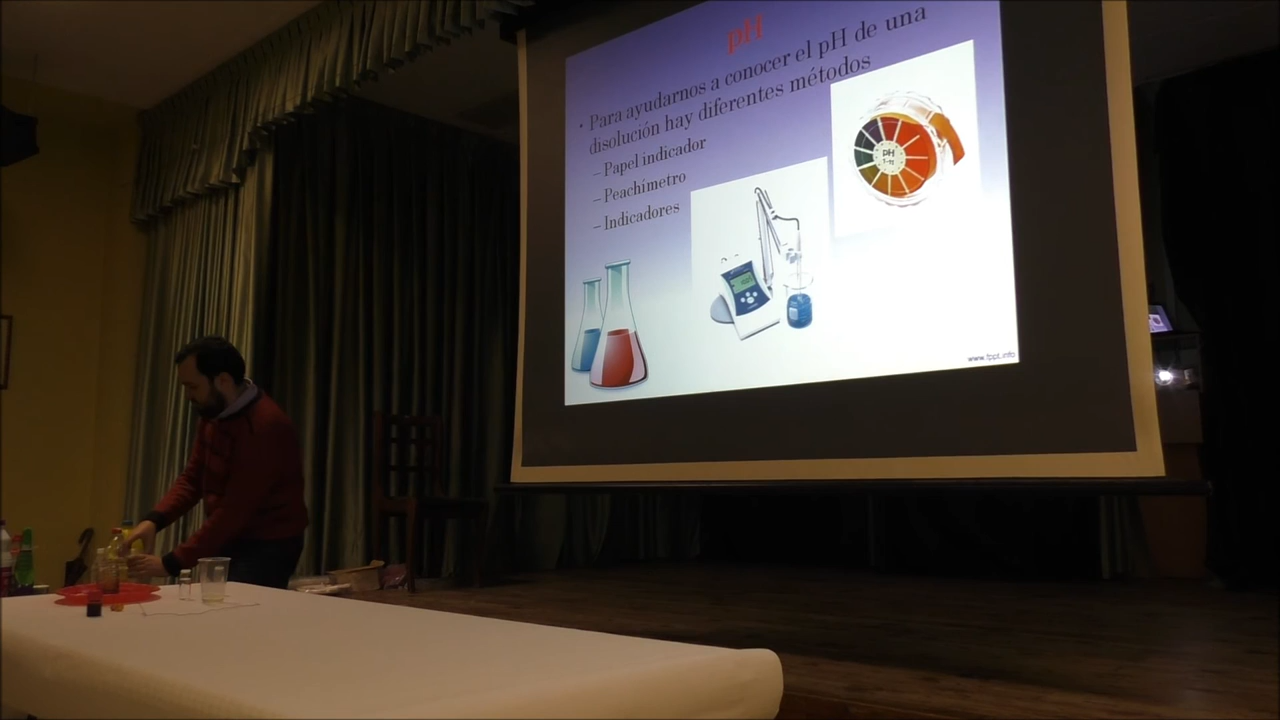 pH
• Para ayudarnos a conocer el pH de una
disolución hay diferentes métodos
– Papel indicador
– Peachímetro
– Indicadores
pH
www.fppt.info